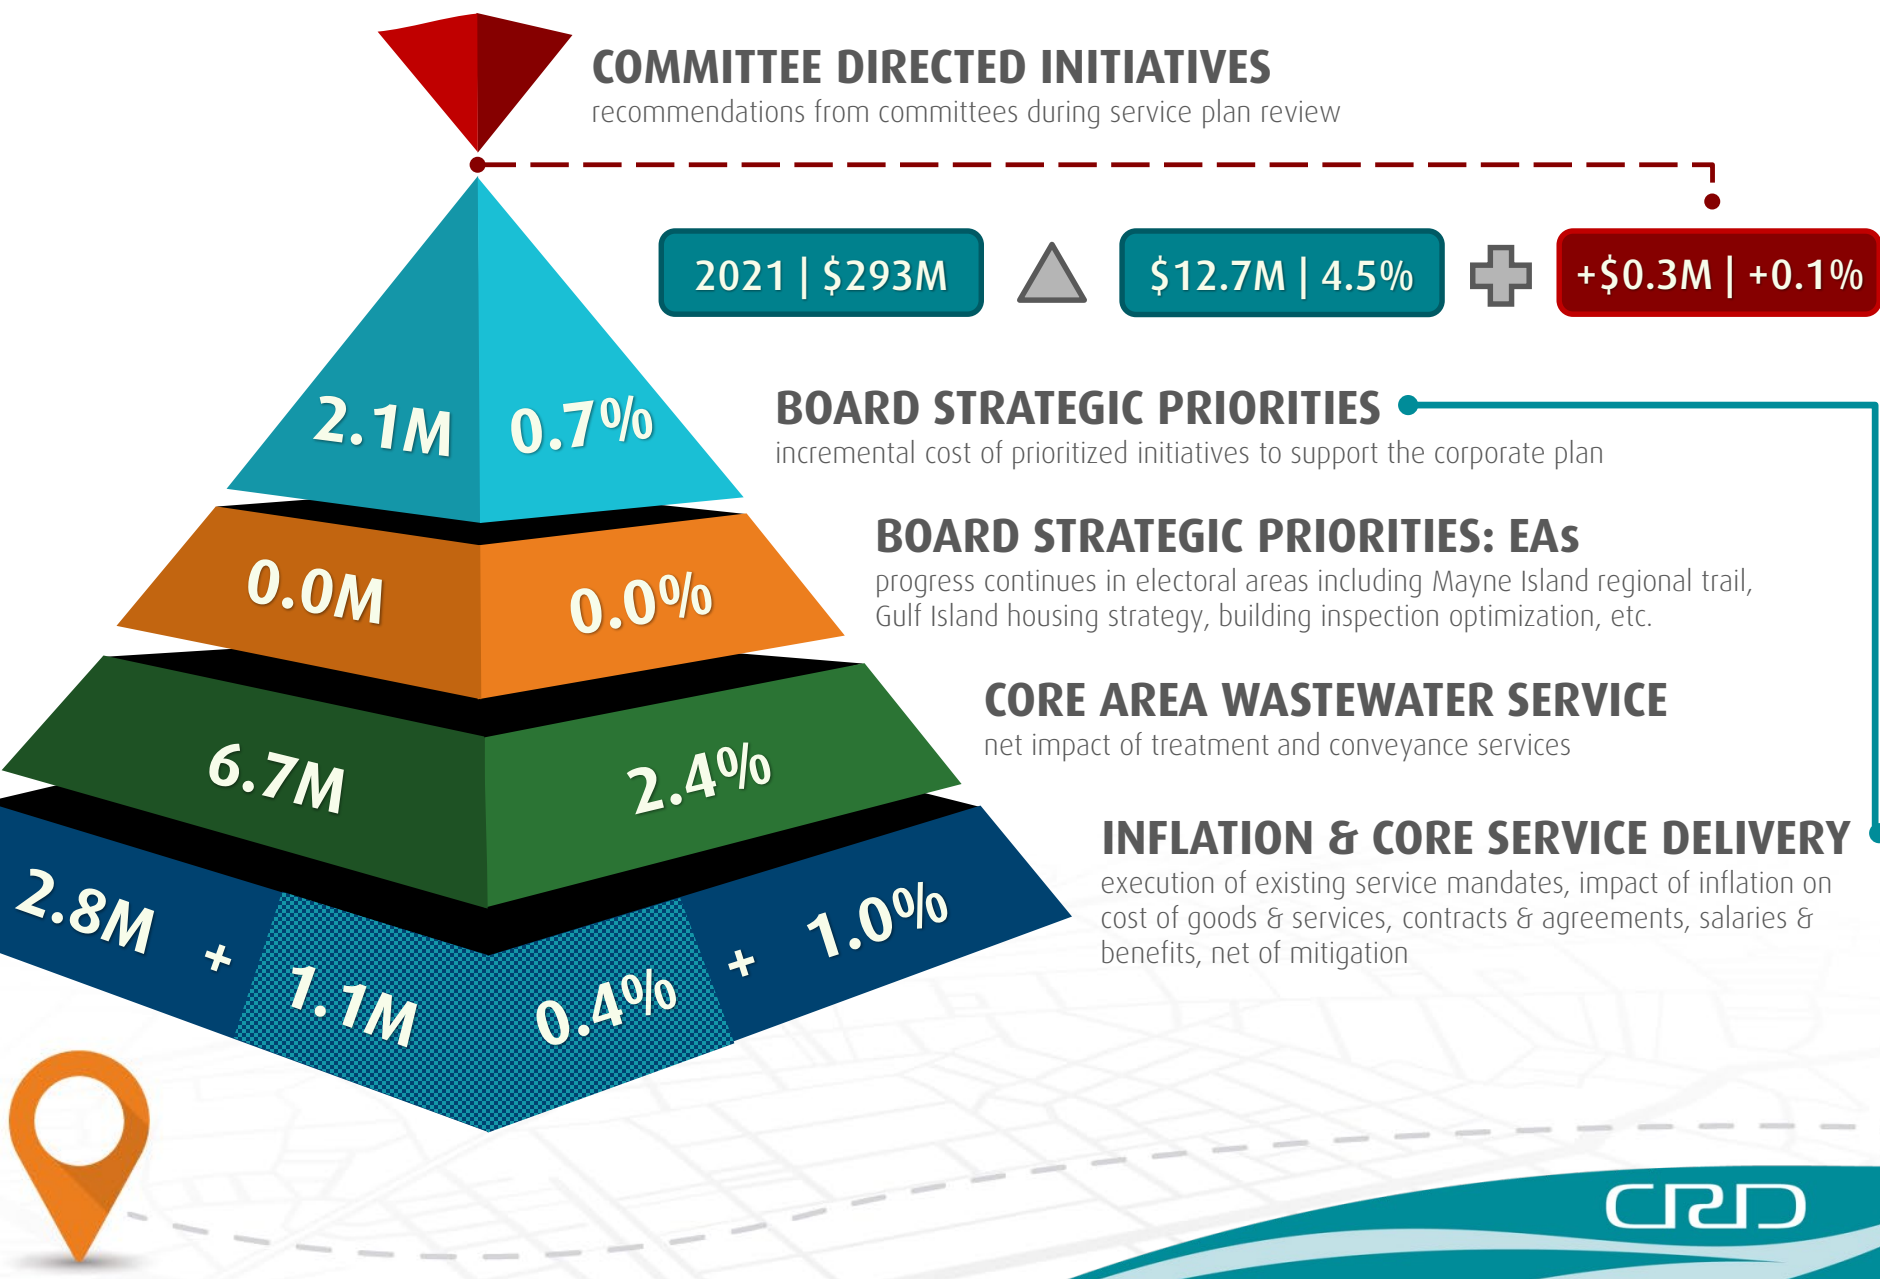 COMMITTEE DIRECTED INITIATIVES
recommendations from committees during service plan review
2021 | $293M
$12.7M | 4.5%
+$0.3M | +0.1%
2.1M
0.7%
BOARD STRATEGIC PRIORITIES
incremental cost of prioritized initiatives to support the corporate plan
0.0M
0.0%
BOARD STRATEGIC PRIORITIES: EAs
progress continues in electoral areas including Mayne Island regional trail,
Gulf Island housing strategy, building inspection optimization, etc.
6.7M
2.4%
CORE AREA WASTEWATER SERVICE
net impact of treatment and conveyance services
2.8M + 1.1M
0.4% + 1.0%
INFLATION & CORE SERVICE DELIVERY
execution of existing service mandates, impact of inflation on
cost of goods & services, contracts & agreements, salaries &
benefits, net of mitigation
CRD